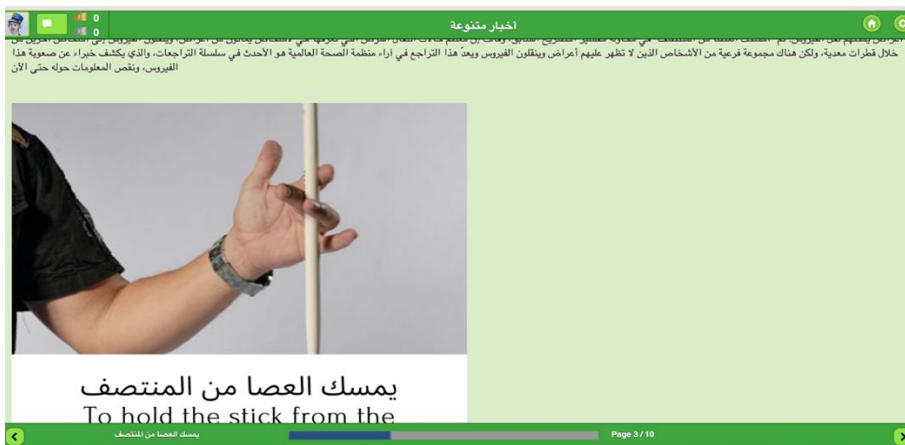 0
0
اخبار متنوعة
خلال قطرات معدية، ولكن هناك مجموعة فرعية من الأشخاص الذين لا تظهر عليهم أعراض وينقلون الفيروس ويعدّ هذا التراجع في اراء منظمة الصحة العالمية هو الأحدث في سلسلة التراجعات، والذي يكشف خبراء عن صعوبة هذا
الفيروس، ونقص المعلومات حوله حتى الآن
يمسك العصا من المنتصف
To hold the stick from the
يمسك العصا من المنتصف
Page 3 / 10